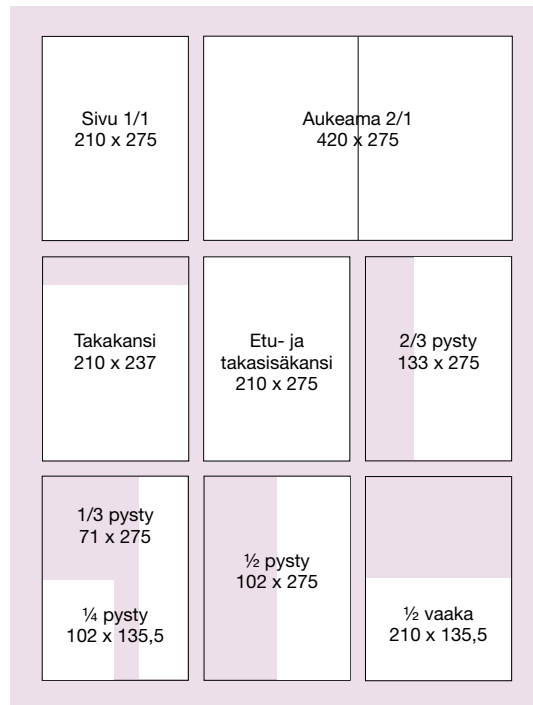 Sivu 1/1
210 x 275
Aukeama 2/1
420 x 275
Takakansi
210 x 237
Etu- ja
takasisäkansi
210 x 275
2/3 pysty
133 x 275
1/3 pysty
71 x 275
¼ pysty
102 x 135,5
½ pysty
102 x 275
½ vaaka
210 x 135,5